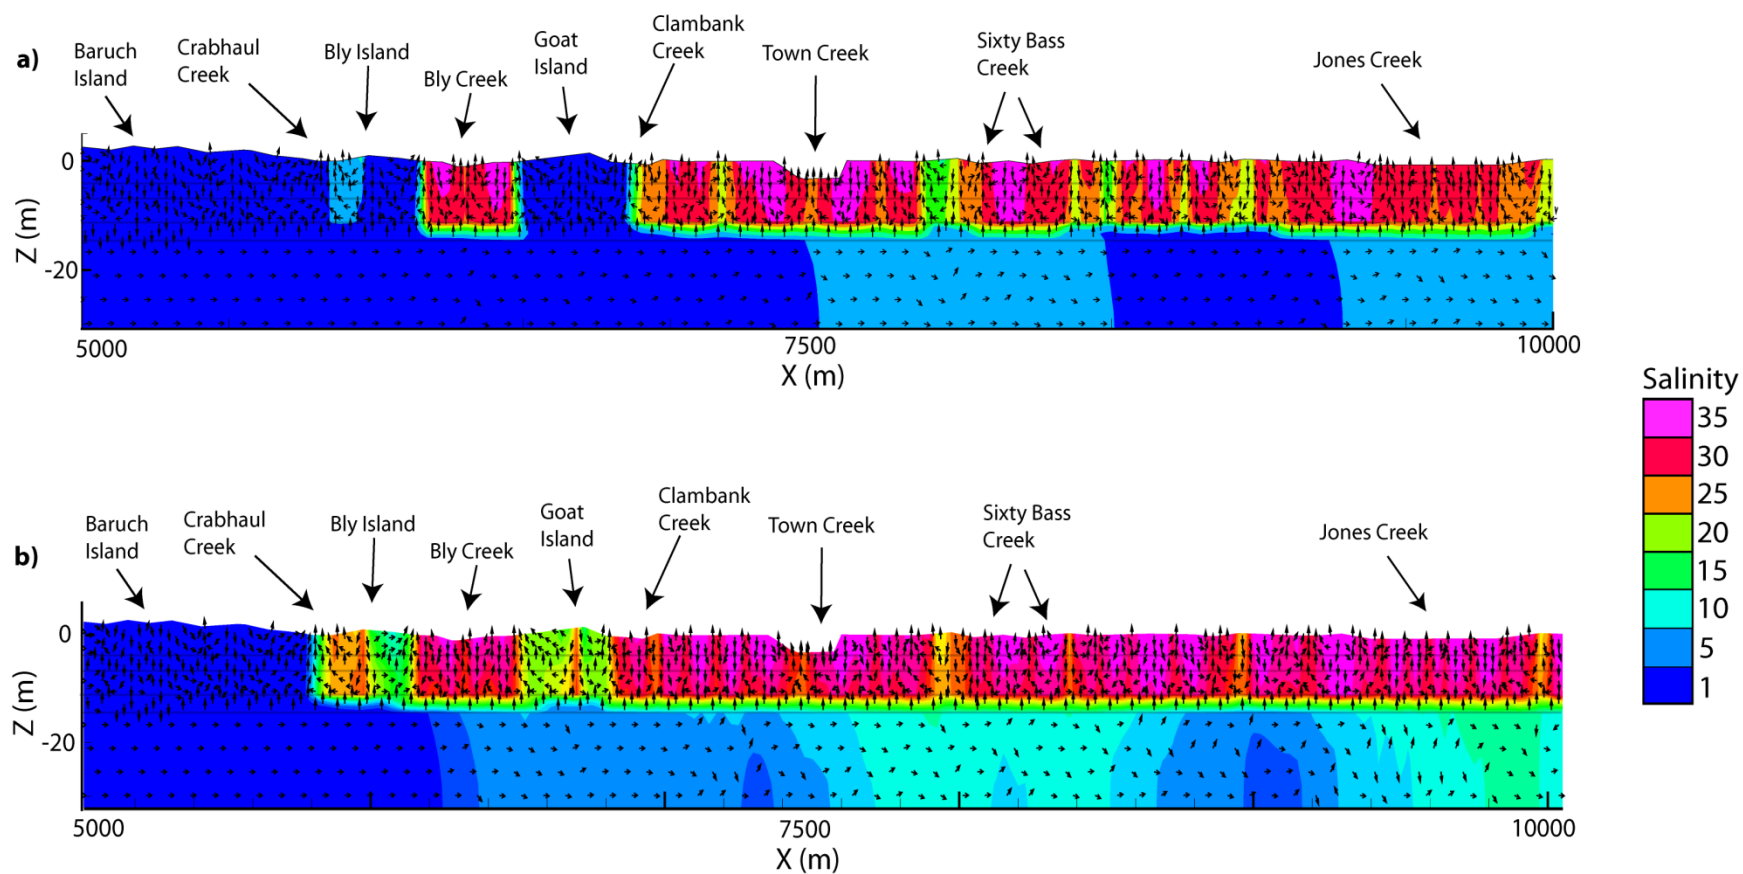 a)
Baruch
Island
Crabhaul
Creek
Bly Island
Bly Creek
Goat
Island
Clambank
Creek
Town Creek
Sixty Bass
Creek
Jones Creek
0
-20
Z (m)
5000
7500
10000
X (m)
Salinity
35
30
25
20
15
10
5
1
b)
Baruch
Island
Crabhaul
Creek
Bly Island
Bly Creek
Goat
Island
Clambank
Creek
Town Creek
Sixty Bass
Creek
Jones Creek
0
-20
Z (m)
5000
7500
10000
X (m)